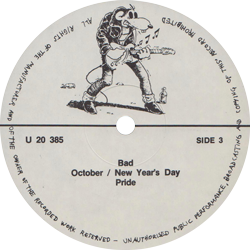 ALL RIGHTS OF THE MANUFACTURER AND OF THE OWNER OF THE RECORDED WORK RESERVED - UNAUTHORISED PUBLIC PERFORMANCE, BROADCASTING AND COPYING OF THIS RECORD PROHIBITED
U 20 385
SIDE 3
Bad
October / New Year's Day
Pride